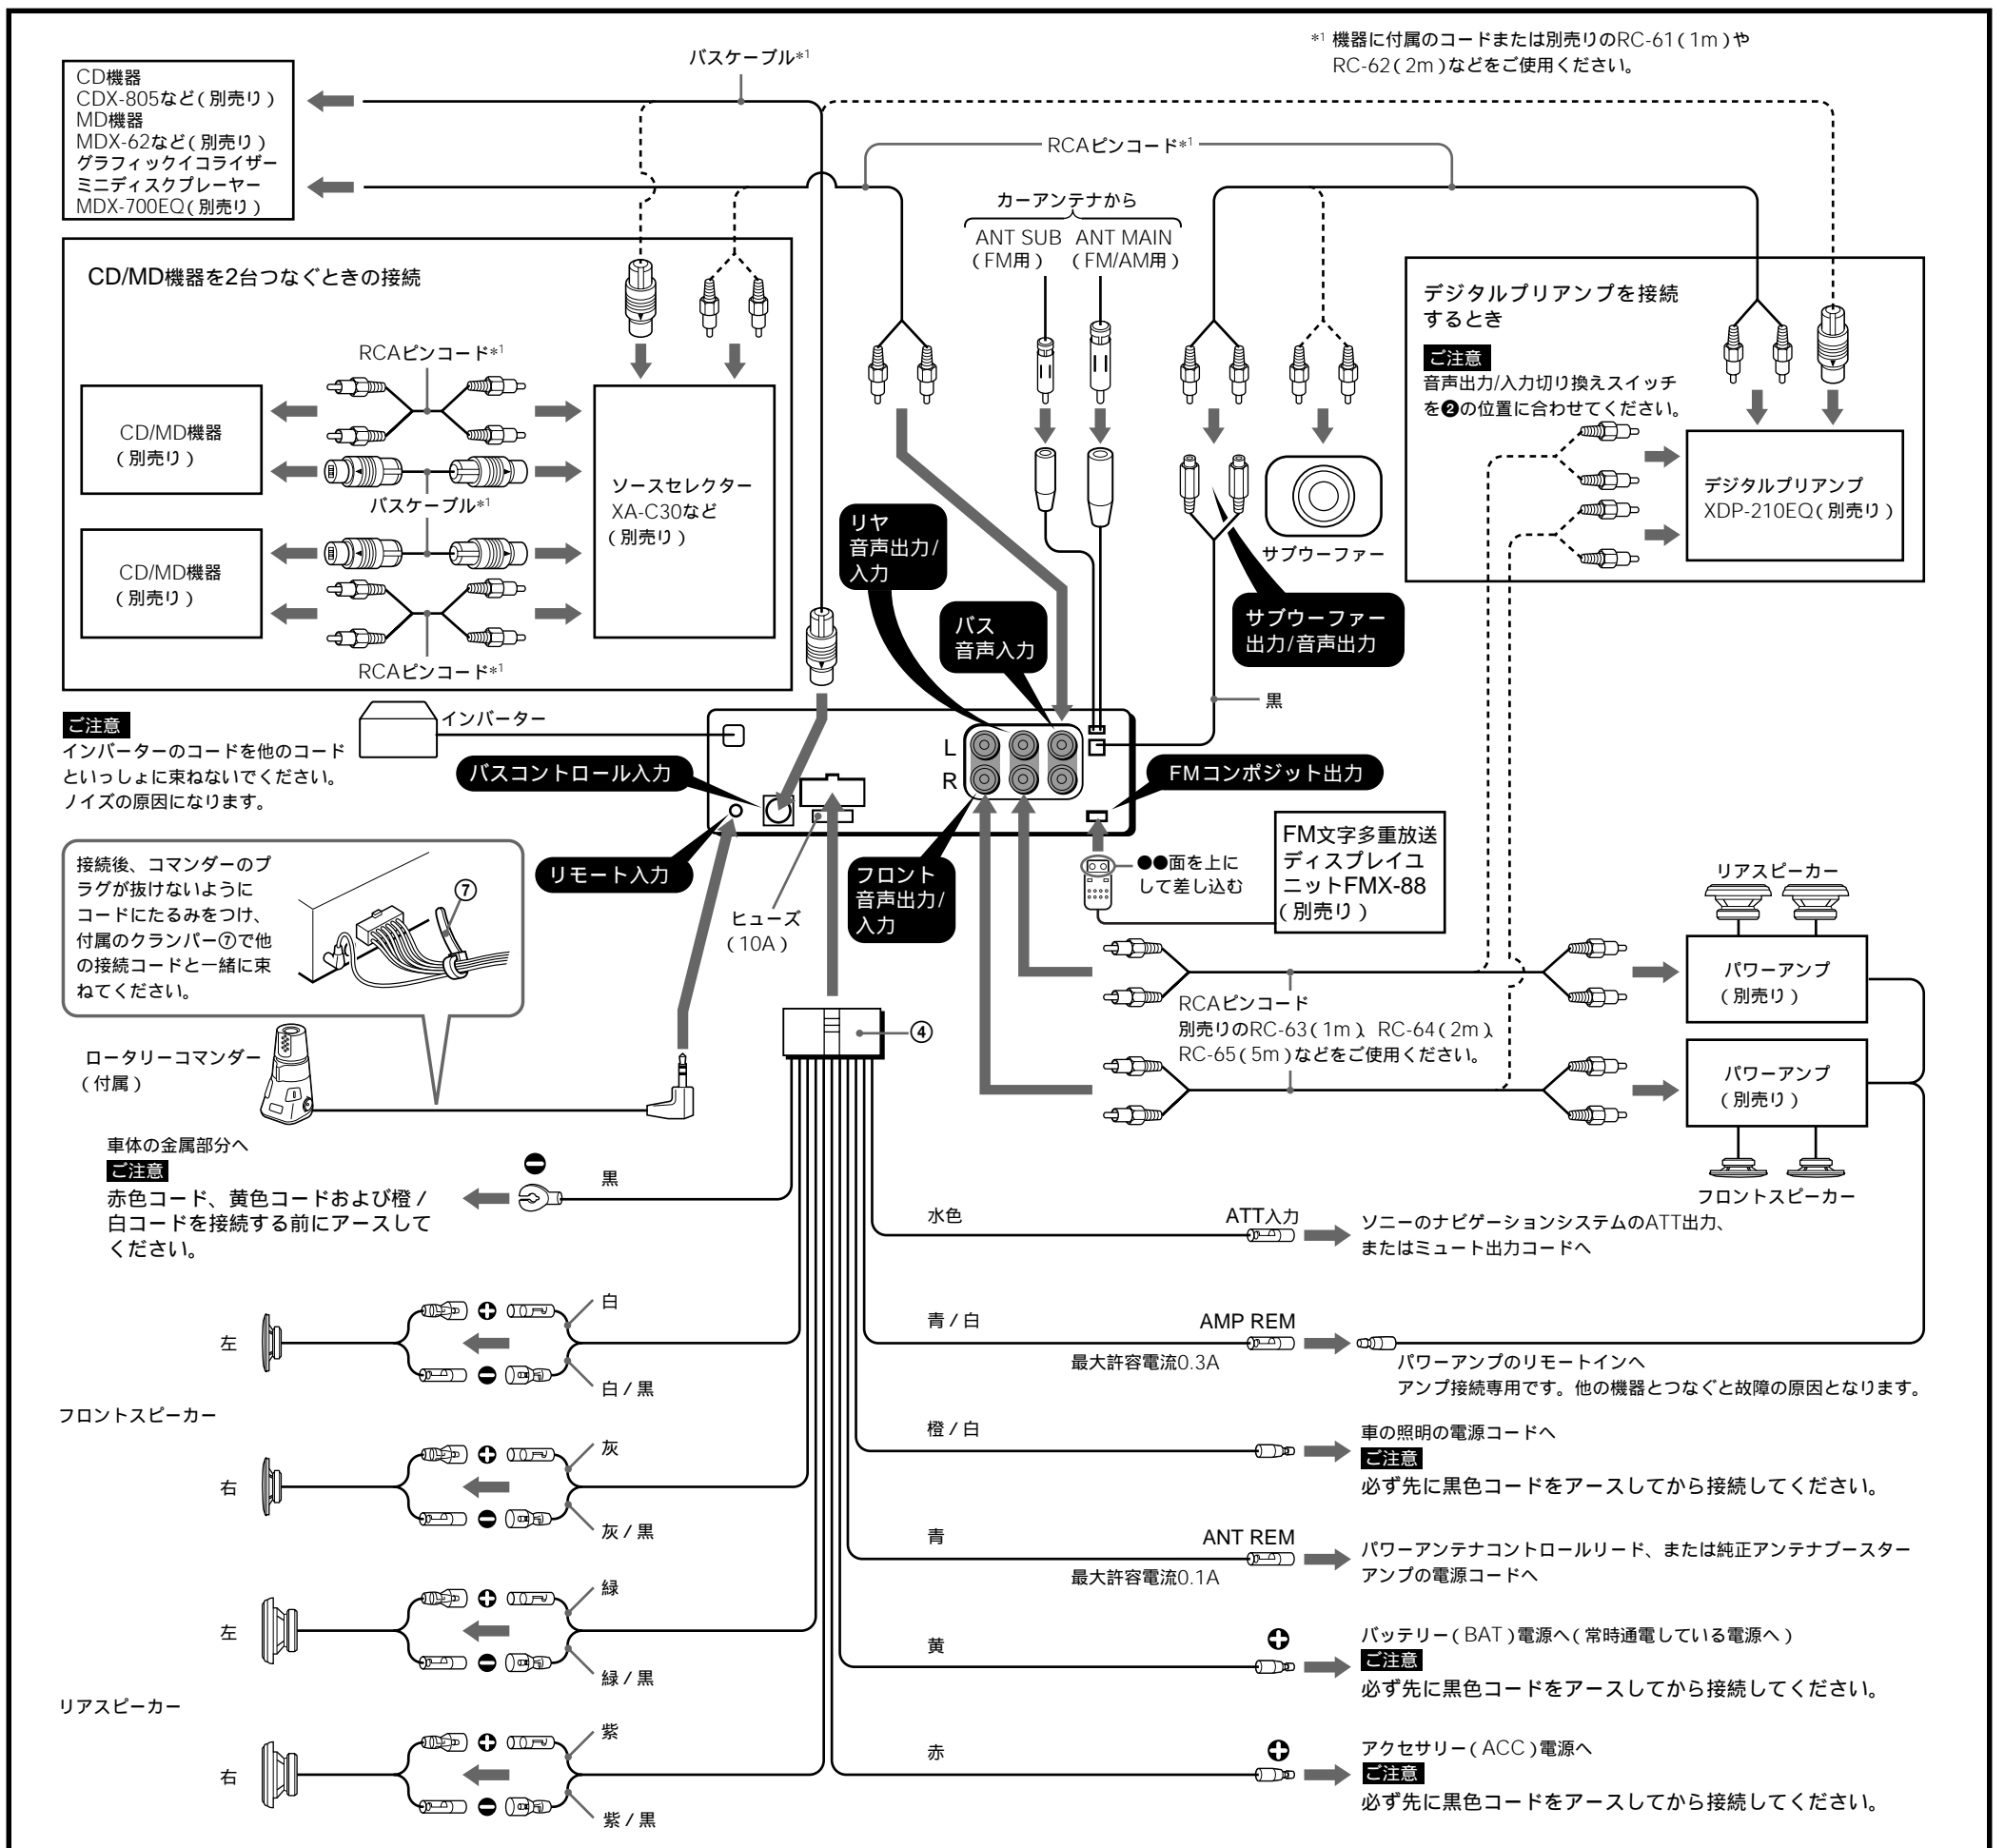 *1 機器に付属のコードまたは別売りのRC-61(1m)や
RC-62(2m)などをご使用ください。
バスケーブル*1
CD機器
CDX-805など(別売り)
MD機器
MDX-62など(別売り)
グラフィックイコライザー
ミニディスクプレーヤー
MDX-700EQ(別売り)
RCAピンコード*1
カーアンテナから
ANT SUB
(FM用)
ANT MAIN
(FM/AM用)
CD/MD機器を2台つなぐときの接続
RCAピンコード*1
CD/MD機器
(別売り)
バスケーブル*1
CD/MD機器
(別売り)
RCAピンコード*1
ソースセレクター
XA-C30など
(別売り)
デジタルプリアンプを接続
するとき
ご注意
音声出力/入力切り換えスイッチ
を❷の位置に合わせてください。
デジタルプリアンプ
XDP-210EQ(別売り)
サブウーファー
リヤ
音声出力/
入力
バス
音声入力
サブウーファー
出力/音声出力
黒
ご注意
インバーターのコードを他のコード
といっしょに束ねないでください。
ノイズの原因になります。
インバーター
バスコントロール入力
L
R
FMコンポジット出力
リモート入力
ヒューズ
(10A)
フロント
音声出力/
入力
●●面を上に
して差し込む
FM文字多重放送
ディスプレイユ
ニットFMX-88
(別売り)
接続後、コマンダーのプ
ラグが抜けないように
コードにたるみをつけ、
付属のクランパー⑦で他
の接続コードと一緒に束
ねてください。
⑦
ロータリーコマンダー
(付属)
④
RCAピンコード
別売りのRC-63(1m)、RC-64(2m)、
RC-65(5m)などをご使用ください。
リアスピーカー
パワーアンプ
(別売り)
パワーアンプ
(別売り)
フロントスピーカー
車体の金属部分へ
ご注意
赤色コード、黄色コードおよび橙/
白コードを接続する前にアースして
ください。
黒
水色
ATT入力
ソニーのナビゲーションシステムのATT出力、
またはミュート出力コードへ
左
白
白/黒
青/白
AMP REM
最大許容電流0.3A
パワーアンプのリモートインへ
アンプ接続専用です。他の機器とつなぐと故障の原因となります。
フロントスピーカー
右
灰
灰/黒
橙/白
車の照明の電源コードへ
ご注意
必ず先に黒色コードをアースしてから接続してください。
青
ANT REM
最大許容電流0.1A
パワーアンテナコントロールリード、または純正アンテナブースター
アンプの電源コードへ
左
緑
緑/黒
黄
バッテリー(BAT)電源へ(常時通電している電源へ)
ご注意
必ず先に黒色コードをアースしてから接続してください。
リアスピーカー
右
紫
紫/黒
赤
アクセサリー(ACC)電源へ
ご注意
必ず先に黒色コードをアースしてから接続してください。